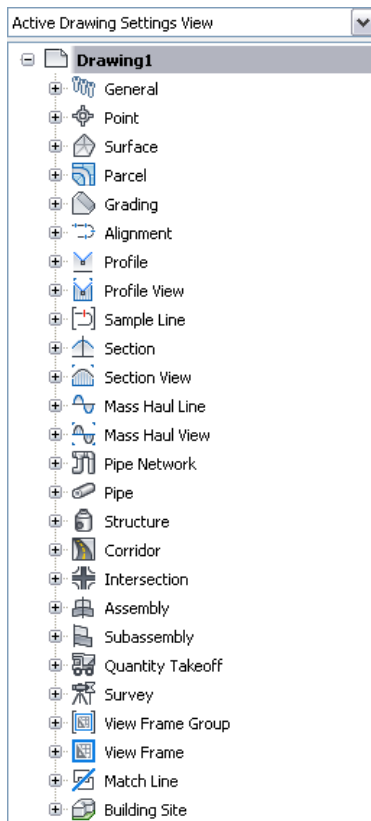 Active Drawing Settings View
Drawing1
General
Point
Surface
Parcel
Grading
Alignment
Profile
Profile View
Sample Line
Section
Section View
Mass Haul Line
Mass Haul View
Pipe Network
Pipe
Structure
Corridor
Intersection
Assembly
Subassembly
Quantity Takeoff
Survey
View Frame Group
View Frame
Match Line
Building Site